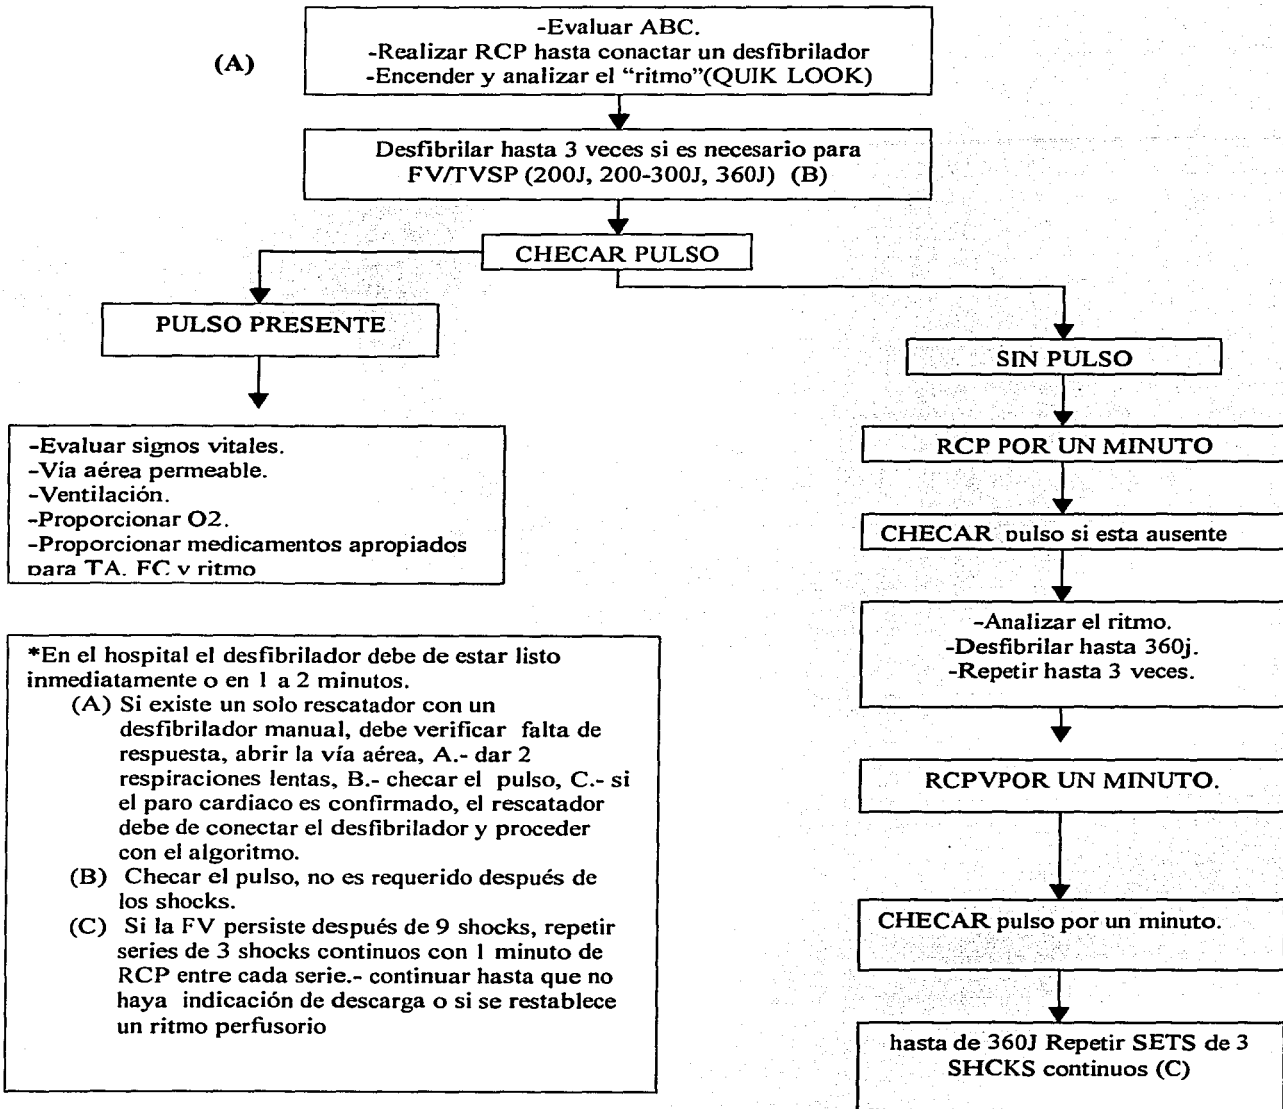 -Evaluar ABC.
-Realizar RCP hasta conactar un desfibrilador
-Encender y analizar el “ritmo”(QUIK LOOK)
(A)
Desfibrilar hasta 3 veces si es necesario para
FV/TVSP (200J, 200-300J, 360J) (B)
CHECAR PULSO
PULSO PRESENTE
-Evaluar signos vitales.
-Vía aérea permeable.
-Ventilación.
-Proporcionar O2.
-Proporcionar medicamentos apropiados
para TA, FC y ritmo
SIN PULSO
RCP POR UN MINUTO
CHECAR pulso si esta ausente
-Analizar el ritmo.
-Desfibrilar hasta 360j.
-Repetir hasta 3 veces.
RCPVPOR UN MINUTO.
CHECAR pulso por un minuto.
hasta de 360J Repetir SETS de 3
SHCKS continuos (C)
*En el hospital el desfibrilador debe de estar listo
inmediatamente o en 1 a 2 minutos.
(A) Si existe un solo rescatador con un
desfibrilador manual, debe verificar falta de
respuesta, abrir la vía aérea, A.- dar 2
respiraciones lentas, B.- checar el pulso, C.- si
el paro cardiaco es confirmado, el rescatador
debe de conectar el desfibrilador y proceder
con el algoritmo.
(B) Checar el pulso, no es requerido después de
los shocks.
(C) Si la FV persiste después de 9 shocks, repetir
series de 3 shocks continuos con 1 minuto de
RCP entre cada serie.- continuar hasta que no
haya indicación de descarga o si se restablece
un ritmo perfusorio